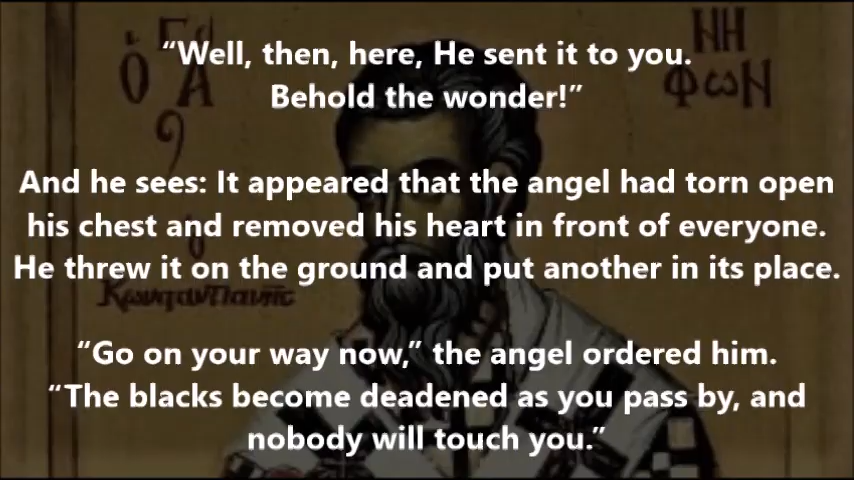 “Well, then, here, He sent it to you.
Behold the wonder!”
And he sees: It appeared that the angel had torn open
his chest and removed his heart in front of everyone.
He threw it on the ground and put another in its place.
“Go on your way now,” the angel ordered him.
“The blacks become deadened as you pass by, and
nobody will touch you.”
ΝΗ
ΦωΝ